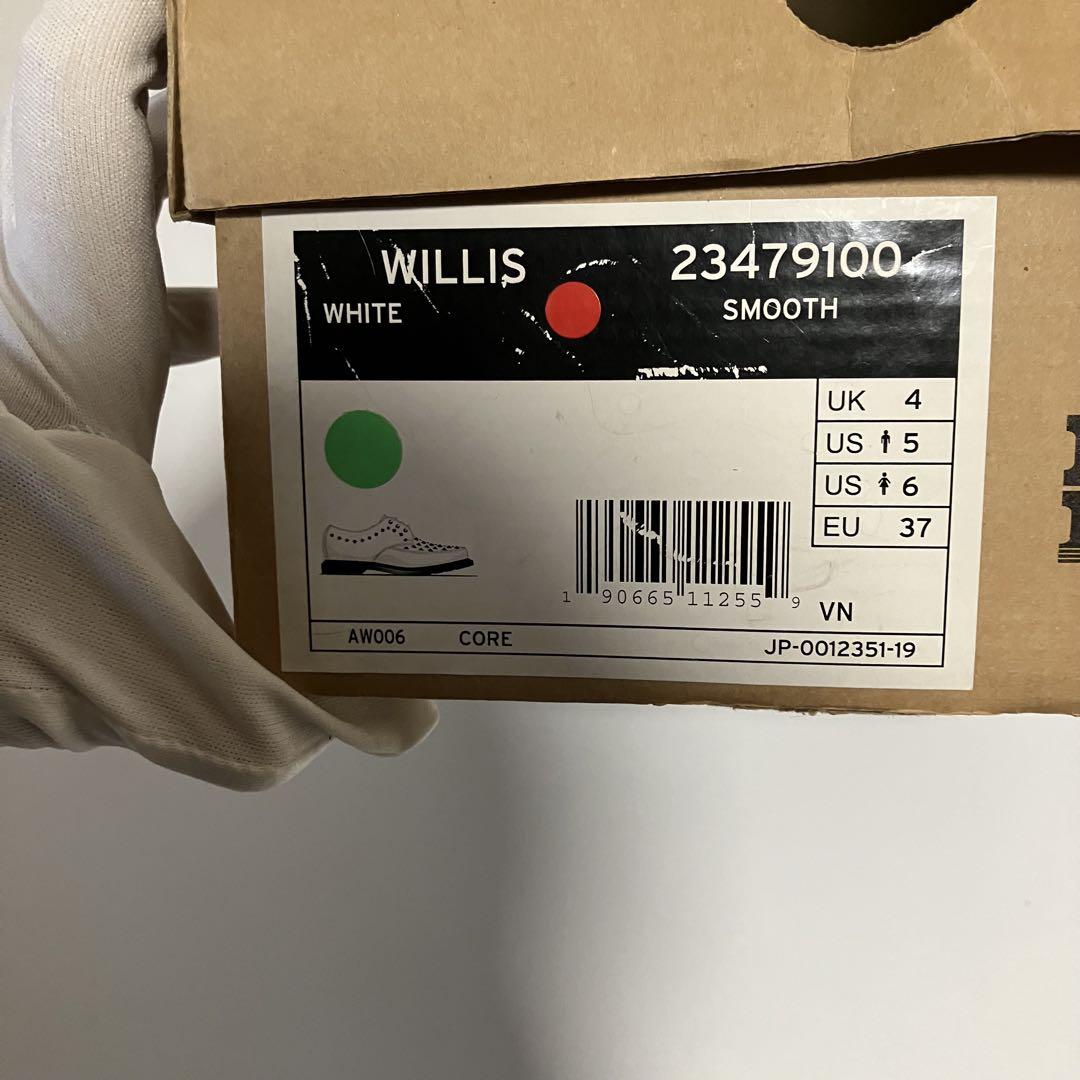 WILLIS 23479100
WHITE SMOOTH
UK 4
US 5
US 6
EU 37
1 90665 11255 9
VN
AW006 CORE JP-0012351-19